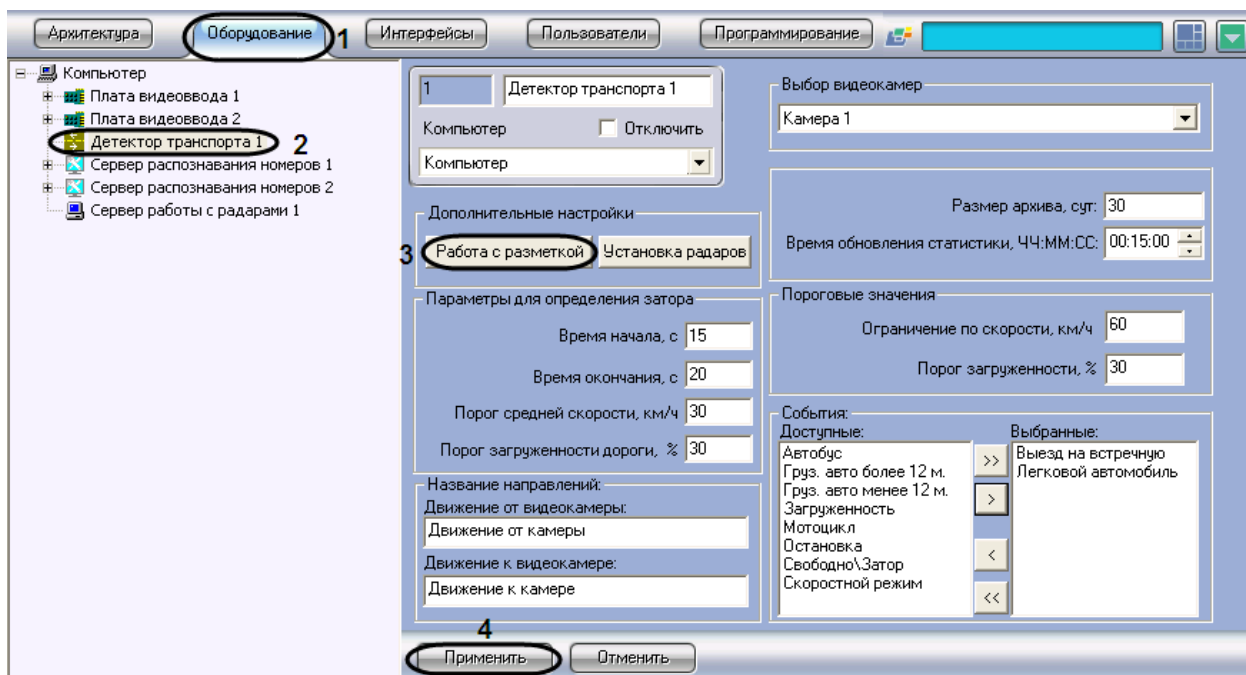 Архитектура
Оборудование
1
Интерфейсы
Пользователи
Программирование
Компьютер
Плата видеоввода 1
Плата видеоввода 2
Детектор транспорта 1
2
Сервер распознавания номеров 1
Сервер распознавания номеров 2
Сервер работы с радарами 1
1
Детектор транспорта 1
Компьютер
Отключить
Компьютер
Дополнительные настройки
3
Работа с разметкой
Установка радаров
Параметры для определения затора
Время начала, с 15
Время окончания, с 20
Порог средней скорости, км/ч 30
Порог загруженности дороги, % 30
Название направлений:
Движение от видеокамеры:
Движение от камеры
Движение к видеокамере:
Движение к камере
Выбор видеокамер
Камера 1
Размер архива, сут: 30
Время обновления статистики, ЧЧ:ММ:СС: 00:15:00
Пороговые значения
Ограничение по скорости, км/ч 60
Порог загруженности, % 30
События:
Доступные:
Автобус
Груз. авто более 12 м.
Груз. авто менее 12 м.
Загруженность
Мотоцикл
Остановка
Свободно\Затор
Скоростной режим
>>
>
<
<<
Выбранные:
Выезд на встречную
Легковой автомобиль
4
Применить
Отменить